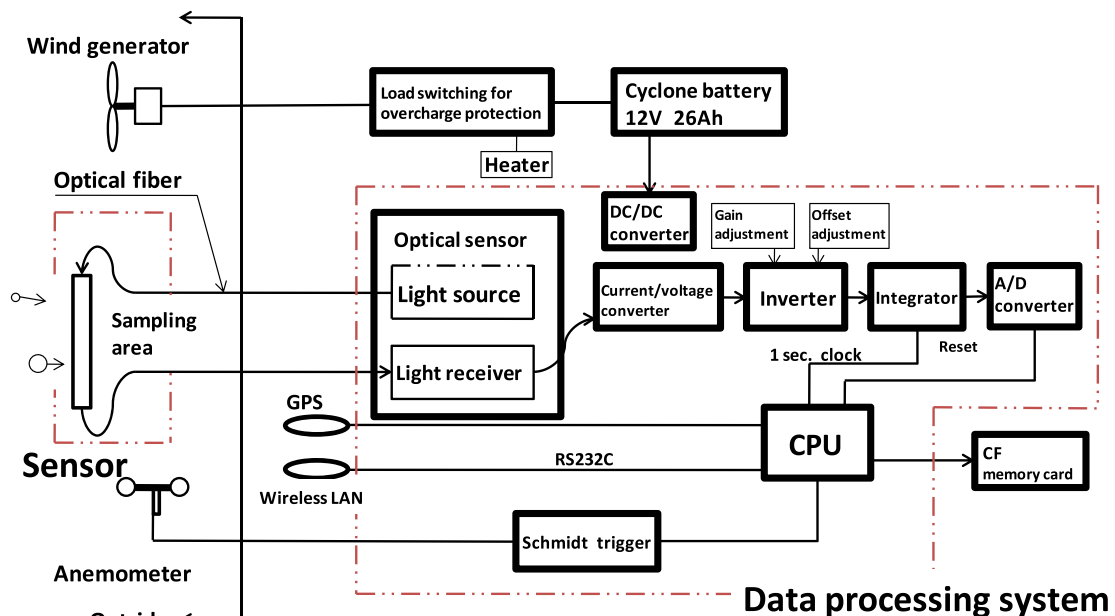 Wind generator
Load switching for
overcharge protection
Cyclone battery
12V 26Ah
Heater
Optical fiber
DC/DC
converter
Gain
adjustment
Offset
adjustment
Optical sensor
Light source
Current/voltage
converter
Inverter
Integrator
A/D
converter
Sampling
area
Light receiver
1 sec. clock
Reset
GPS
CPU
CF
memory card
Sensor
RS232C
Wireless LAN
Schmidt trigger
Anemometer
Data processing system